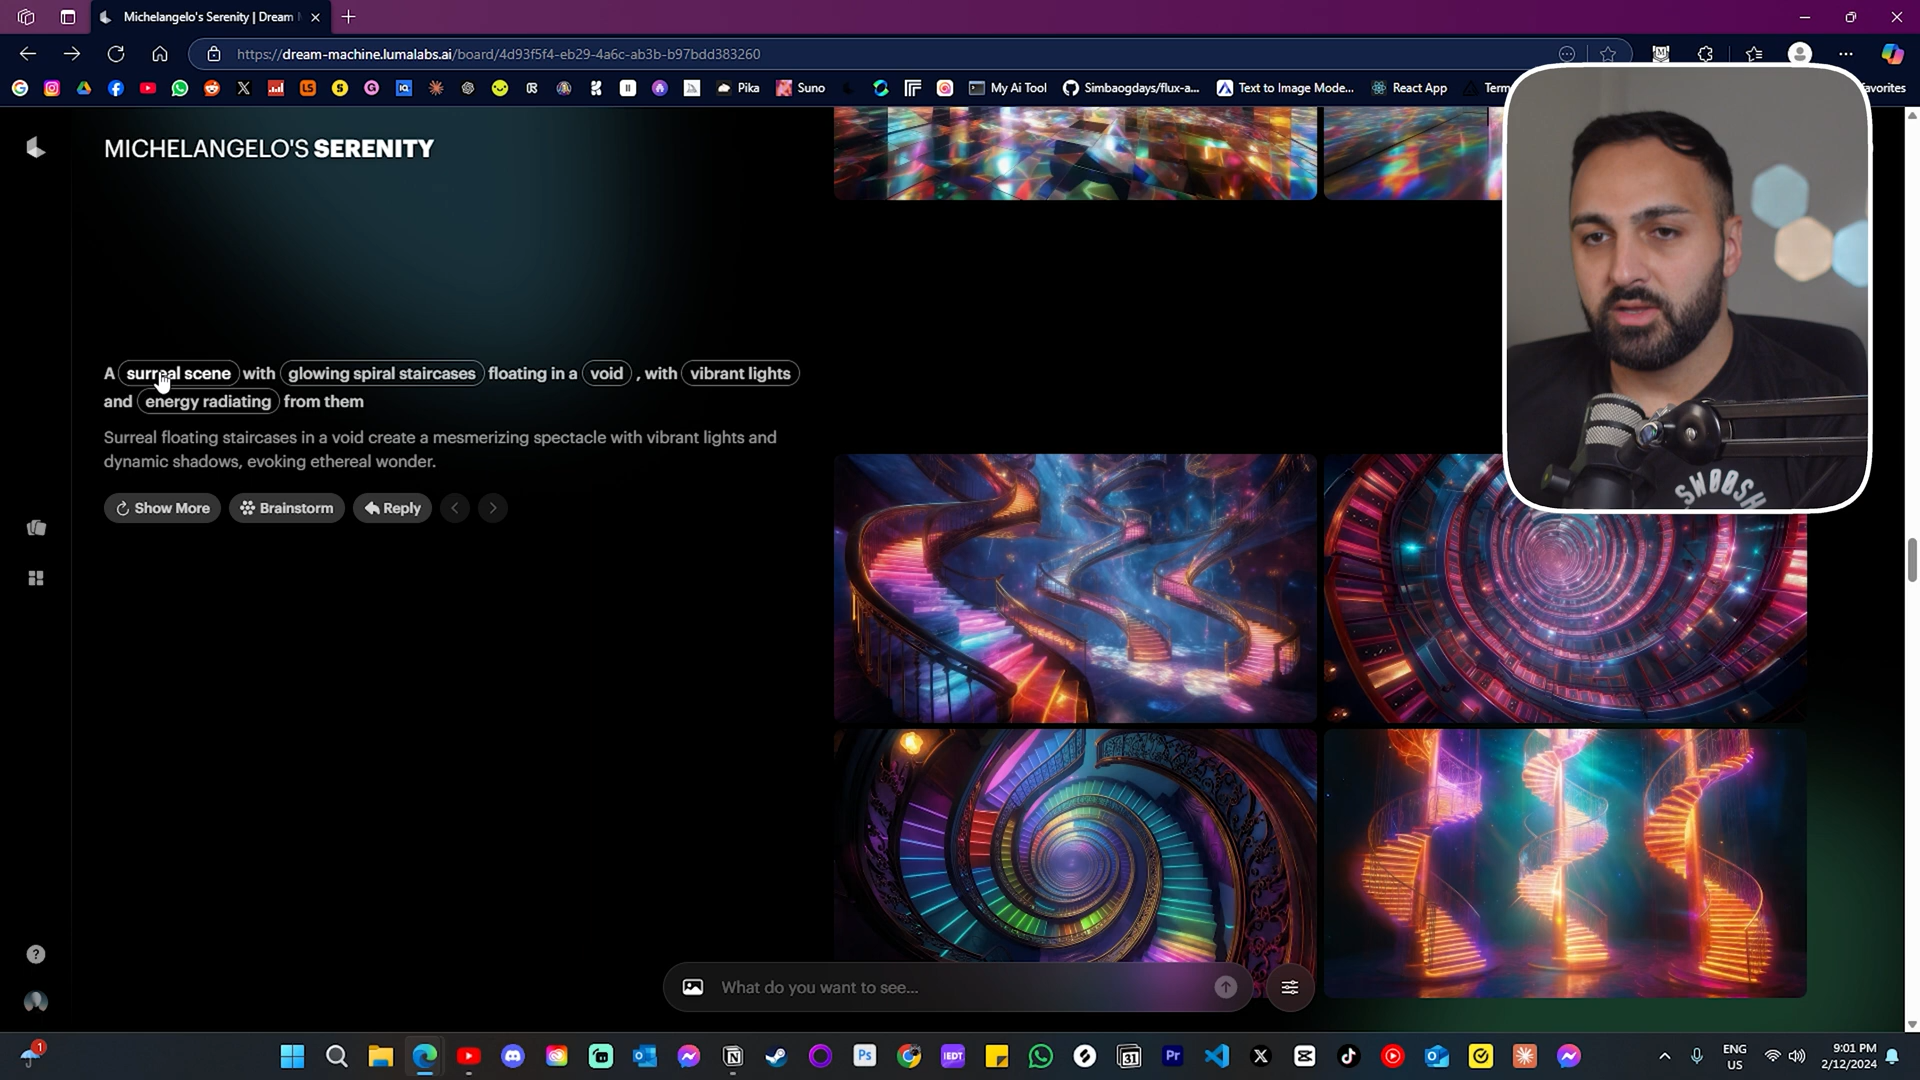 Michelangelo's Serenity | Dream
https://dream-machine.lumalabs.ai/board/4d93f5f4-eb29-4a6c-ab3b-b97bdd383260
Pika
Suno
My Ai Tool
Simbaogdays/flux-a...
Text to Image Mode...
React App
Term
avorites
MICHELANGELO'S SERENITY
A surreal scene with glowing spiral staircases floating in a void , with vibrant lights
and energy radiating from them
Surreal floating staircases in a void create a mesmerizing spectacle with vibrant lights and
dynamic shadows, evoking ethereal wonder.
Show More
Brainstorm
Reply
SWOOSH
What do you want to see...
ENG
US
9:01 PM
2/12/2024